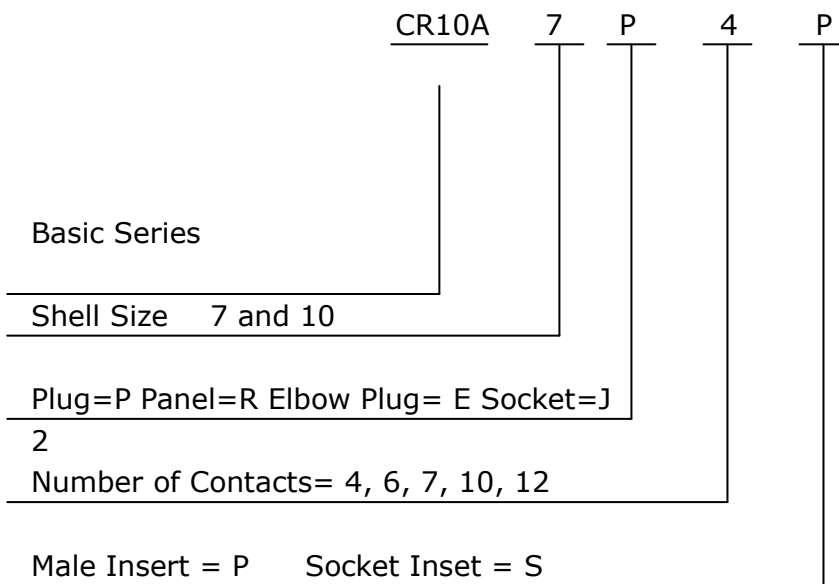 CR10A 7 P 4 P
Basic Series
Shell Size 7 and 10
Plug=P Panel=R Elbow Plug= E Socket=J
2
Number of Contacts= 4, 6, 7, 10, 12
Male Insert = P Socket Inset = S